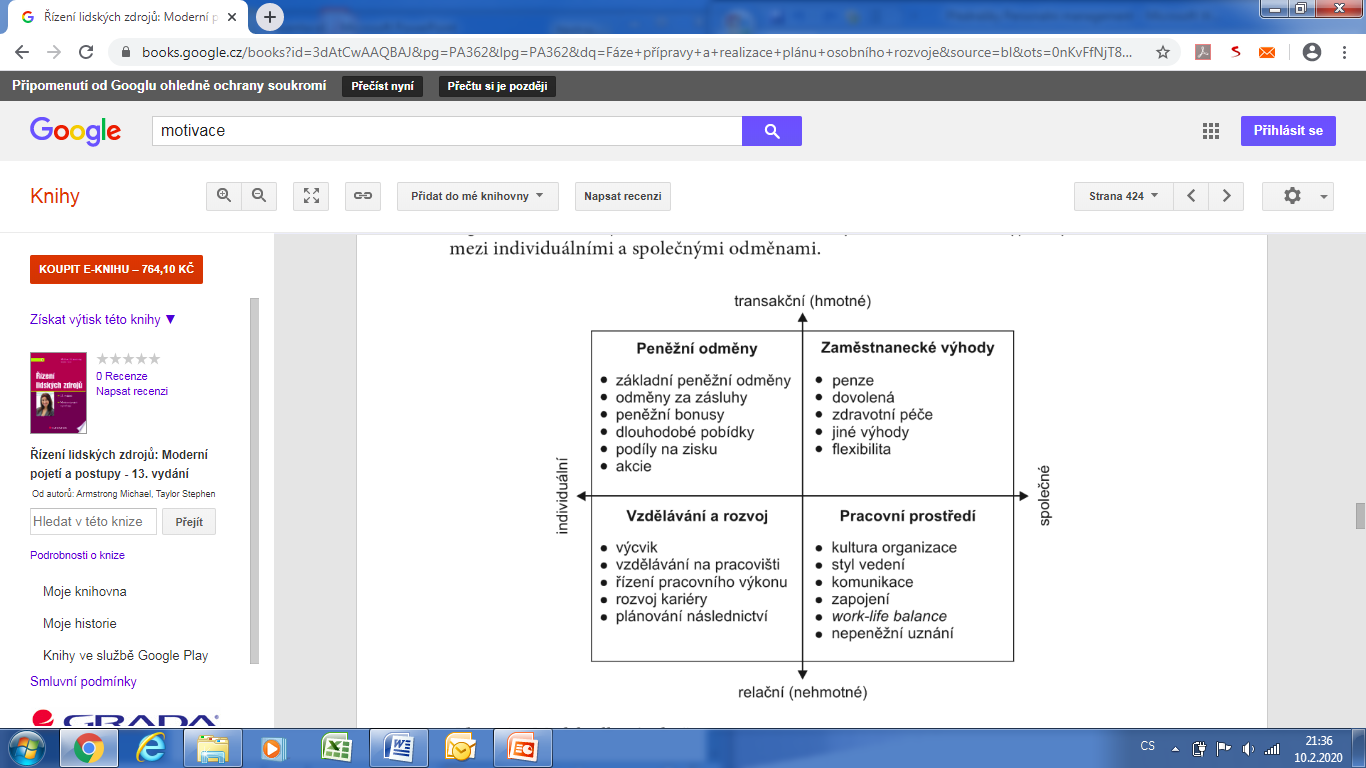 Řízení lidských zdrojů: Moderní p
books.google.cz/books?id=3dAtCwAAQBAJ&pg=PA362&lpg=PA362&dq=Fáze+přípravy+a+realizace+plánu+osobního+rozvoje&source=bl&ots=0nKvFfNjT8...
Připomenutí od Googlu ohledně ochrany soukromí
Přečíst nyní
Přečtu si je později
Google
motivace
Přihlásit se
Knihy
Přidat do mé knihovny
Napsat recenzi
Strana 424
KOUPIT E-KNIHU – 764,10 KČ
Získat výtisk této knihy ▼
Řízení
lidských zdrojů
0 Recenze
Napsat recenzi
Řízení lidských zdrojů: Moderní
pojetí a postupy - 13. vydání
Od autorů: Armstrong Michael, Taylor Stephen
Hledat v této knize
Přejít
Podrobnosti o knize
Moje knihovna
Moje historie
Knihy ve službě Google Play
Smluvní podmínky
GRADA
mezi individuálními a společnými odměnami.
transakční (hmotné)
Peněžní odměny
• základní peněžní odměny
• odměny za zásluhy
• peněžní bonusy
• dlouhodobé pobídky
• podíly na zisku
• akcie
Zaměstnanecké výhody
• penze
• dovolená
• zdravotní péče
• jiné výhody
• flexibilita
individuální
společné
Vzdělávání a rozvoj
• výcvik
• vzdělávání na pracovišti
• řízení pracovního výkonu
• rozvoj kariéry
• plánování následnictví
Pracovní prostředí
• kultura organizace
• styl vedení
• komunikace
• zapojení
• work-life balance
• nepeněžní uznání
relační (nehmotné)
CS
21:36
10.2.2020